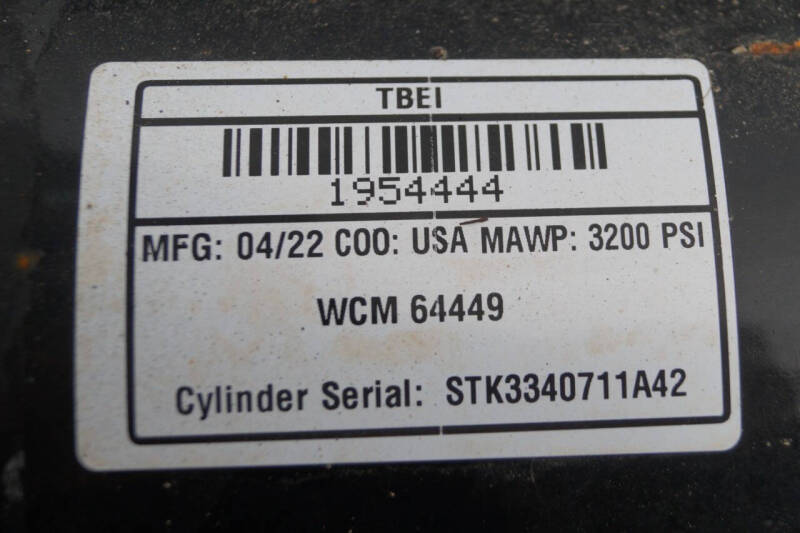 TBEI
1954444
MFG: 04/22 COO: USA MAWP: 3200 PSI
WCM 64449
Cylinder Serial: STK3340711A42